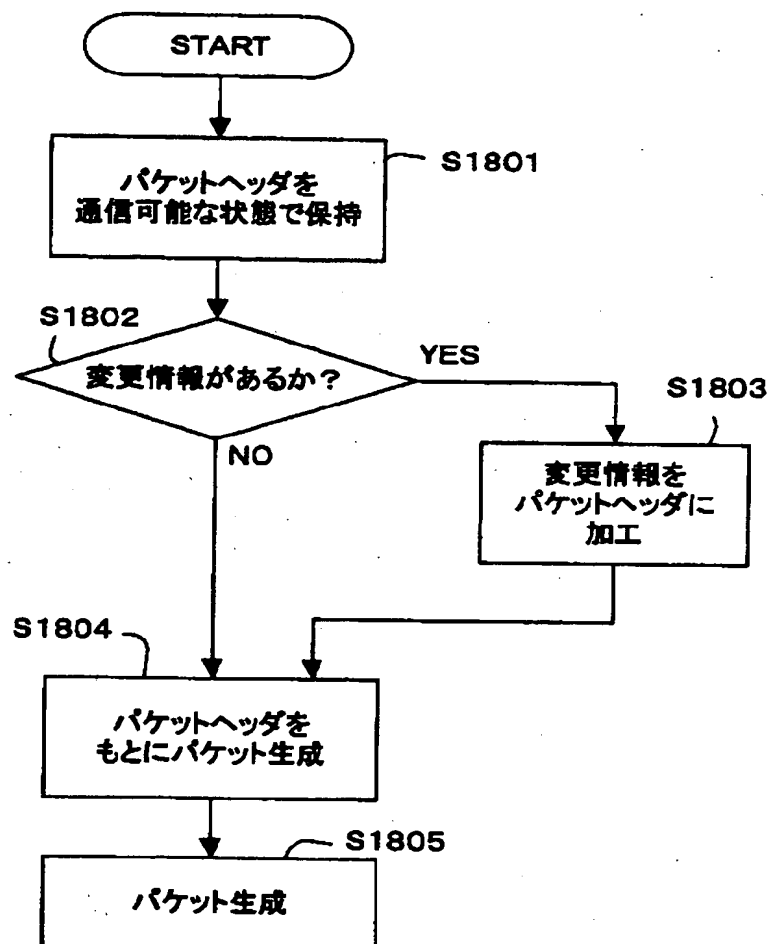 START
S1801
パケットヘッダを
通信可能な状態で保持
S1802
変更情報があるか？
YES
S1803
NO
変更情報を
パケットヘッダに
加工
S1804
パケットヘッダを
もとにパケット生成
S1805
パケット生成